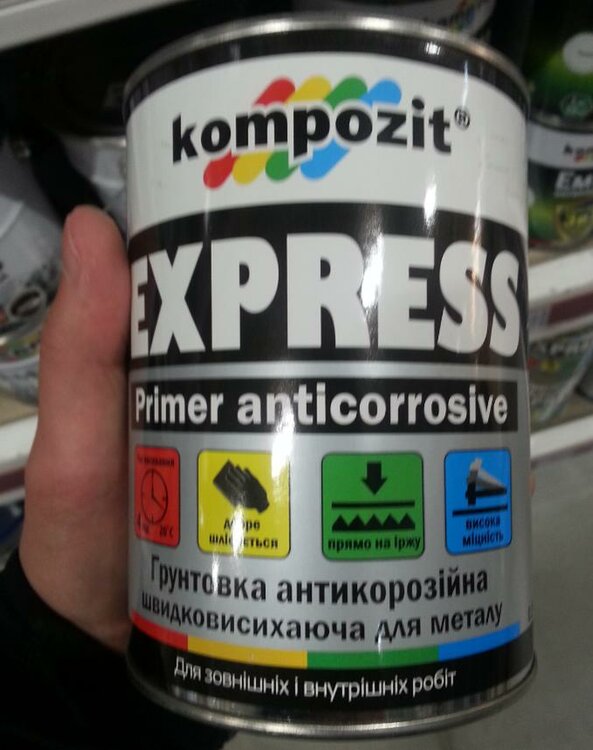 kompozit®
EXPRESS
Primer anticorrosive
20°C
добре шліфується
прямо на іржу
висока міцність
Грунтовка антикорозійна
швидковисихаюча для металу
Для зовнішніх і внутрішніх робіт